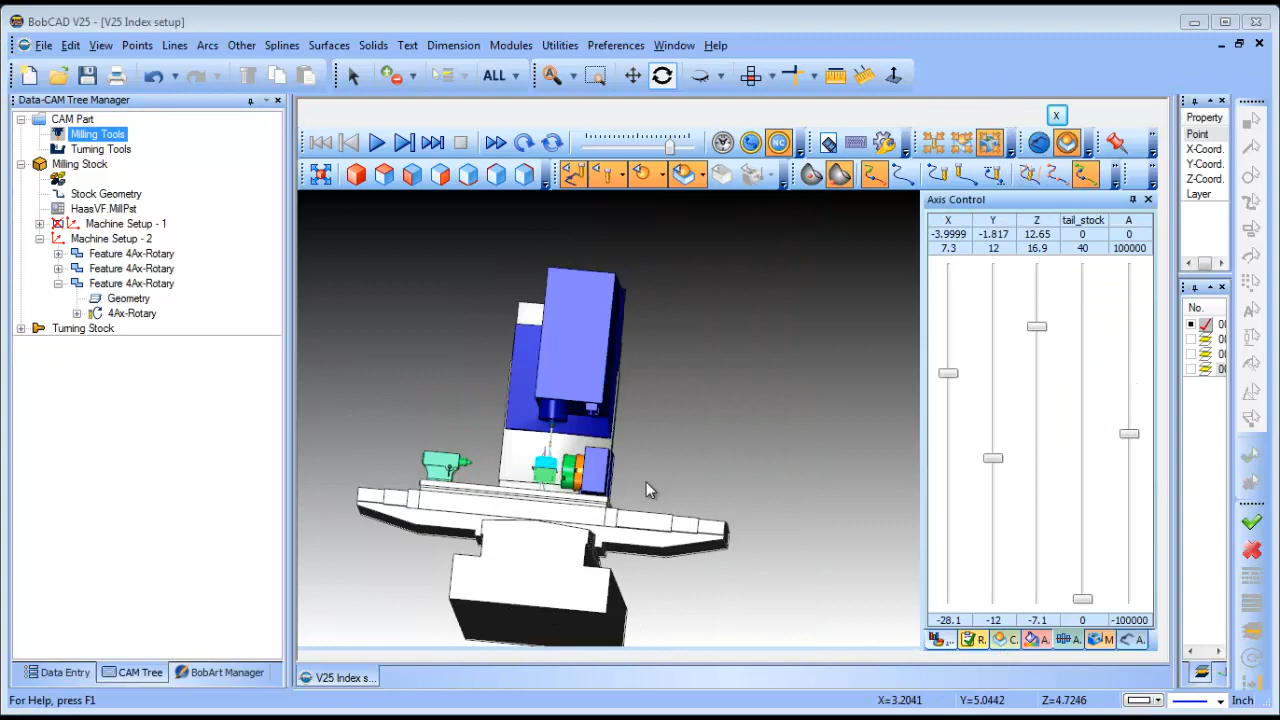 BobCAD V25 - [V25 Index setup]
File Edit View Points Lines Arcs Other Splines Surfaces Solids Text Dimension Modules Utilities Preferences Window Help
ALL
Data-CAM Tree Manager
CAM Part
Milling Tools
Turning Tools
Milling Stock
Stock Geometry
HaasVF.MillPst
Machine Setup - 1
Machine Setup - 2
Feature 4Ax-Rotary
Feature 4Ax-Rotary
Feature 4Ax-Rotary
Geometry
4Ax-Rotary
Turning Stock
Data Entry CAM Tree BobArt Manager
X
NC
Axis Control
X Y Z tail_stock A
-3.9999 -1.817 12.65 0 0
7.3 12 16.9 40 100000
-28.1 -12 -7.1 0 -100000
R. C. A. A. M A.
V25 Index s...
Property
Point
X-Coord.
Y-Coord.
Z-Coord.
Layer
No.
For Help, press F1
X=3.2041 Y=5.0442 Z=4.7246 Inch